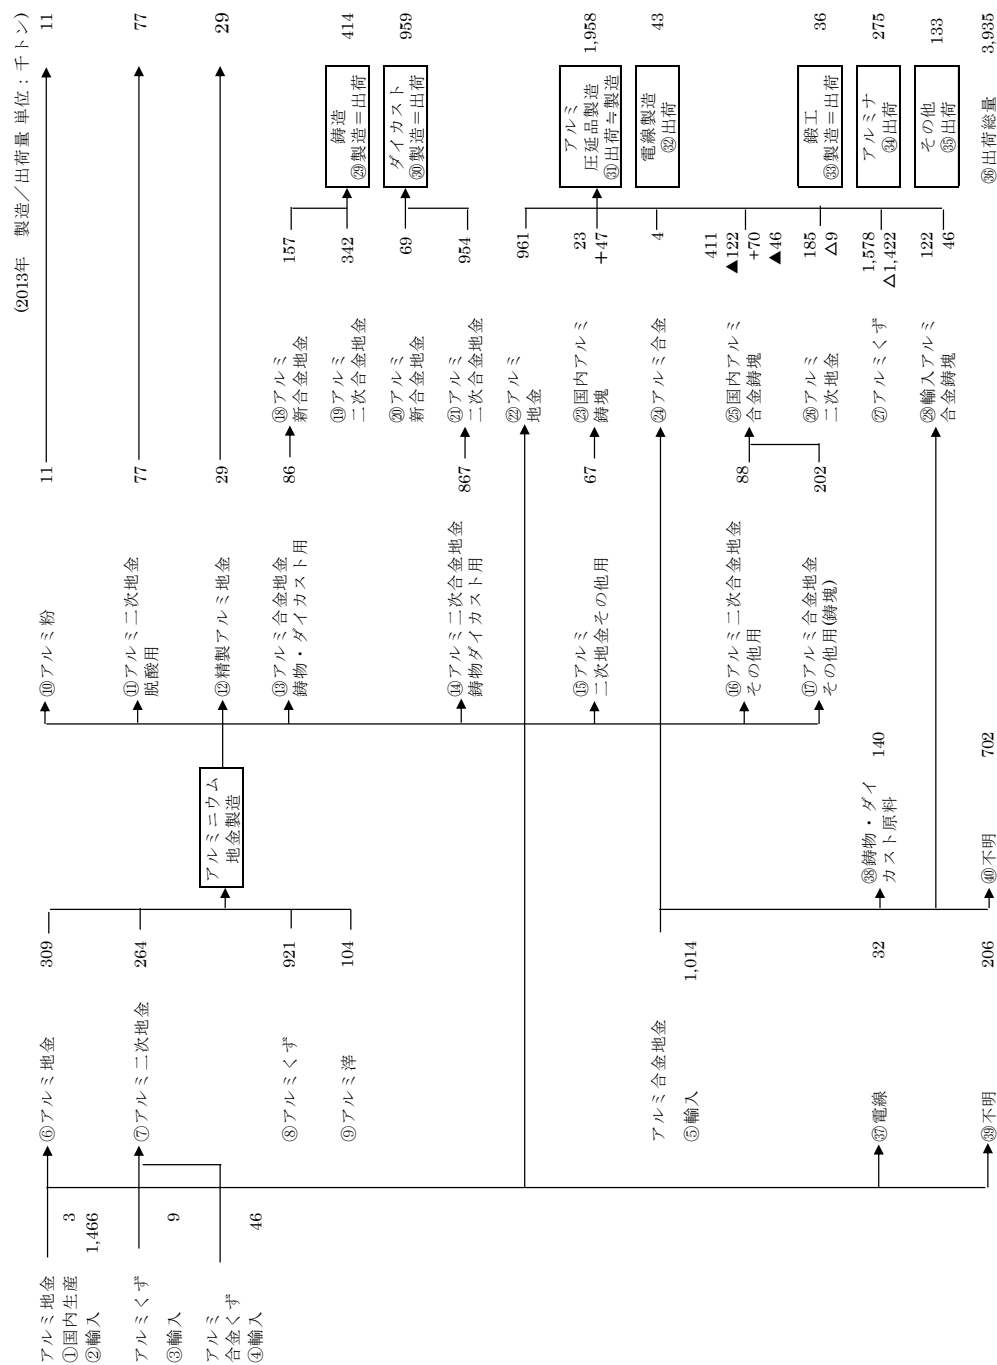 (2013年　製造／出荷量 単位：千トン)
アルミ地金
①国内生産 3
②輸入 1,466
アルミくず
③輸入 9
アルミ
合金くず
④輸入 46
⑥アルミ地金 309
⑦アルミ二次地金 264
⑧アルミくず 921
⑨アルミ滓 104
アルミ合金地金
⑤輸入 1,014
㊲電線 32
㊴不明 206
アルミニウム
地金製造
㊳鋳物・ダイ
カスト原料 140
㊵不明 702
⑩アルミ粉 11
⑪アルミ二次地金
脱酸用 77
⑫精製アルミ地金 29
⑬アルミ合金地金
鋳物・ダイカスト用 86
⑭アルミ二次合金地金
鋳物ダイカスト用 867
⑮アルミ
二次地金その他用 67
⑯アルミ二次合金地金
その他用 88
⑰アルミ合金地金
その他用(鋳塊) 202
⑱アルミ
新合金地金 157
⑲アルミ
二次合金地金 342
⑳アルミ
新合金地金 69
㉑アルミ
二次合金地金 954
㉒アルミ
地金 961
㉓国内アルミ 23
鋳塊 +47
㉔アルミ合金 4
㉕国内アルミ 411
合金鋳塊 ▲122
+70
▲46
㉖アルミ 185
二次地金 △9
㉗アルミくず 1,578
△1,422
㉘輸入アルミ 122
合金鋳塊 46
11
77
29
鋳造
㉙製造＝出荷 414
ダイカスト
㉚製造＝出荷 959
アルミ
圧延品製造
㉛出荷≒製造 1,958
電線製造
㉜出荷 43
鍛工
㉝製造＝出荷 36
アルミナ
㉞出荷 275
その他
㉟出荷 133
㊱出荷総量 3,935